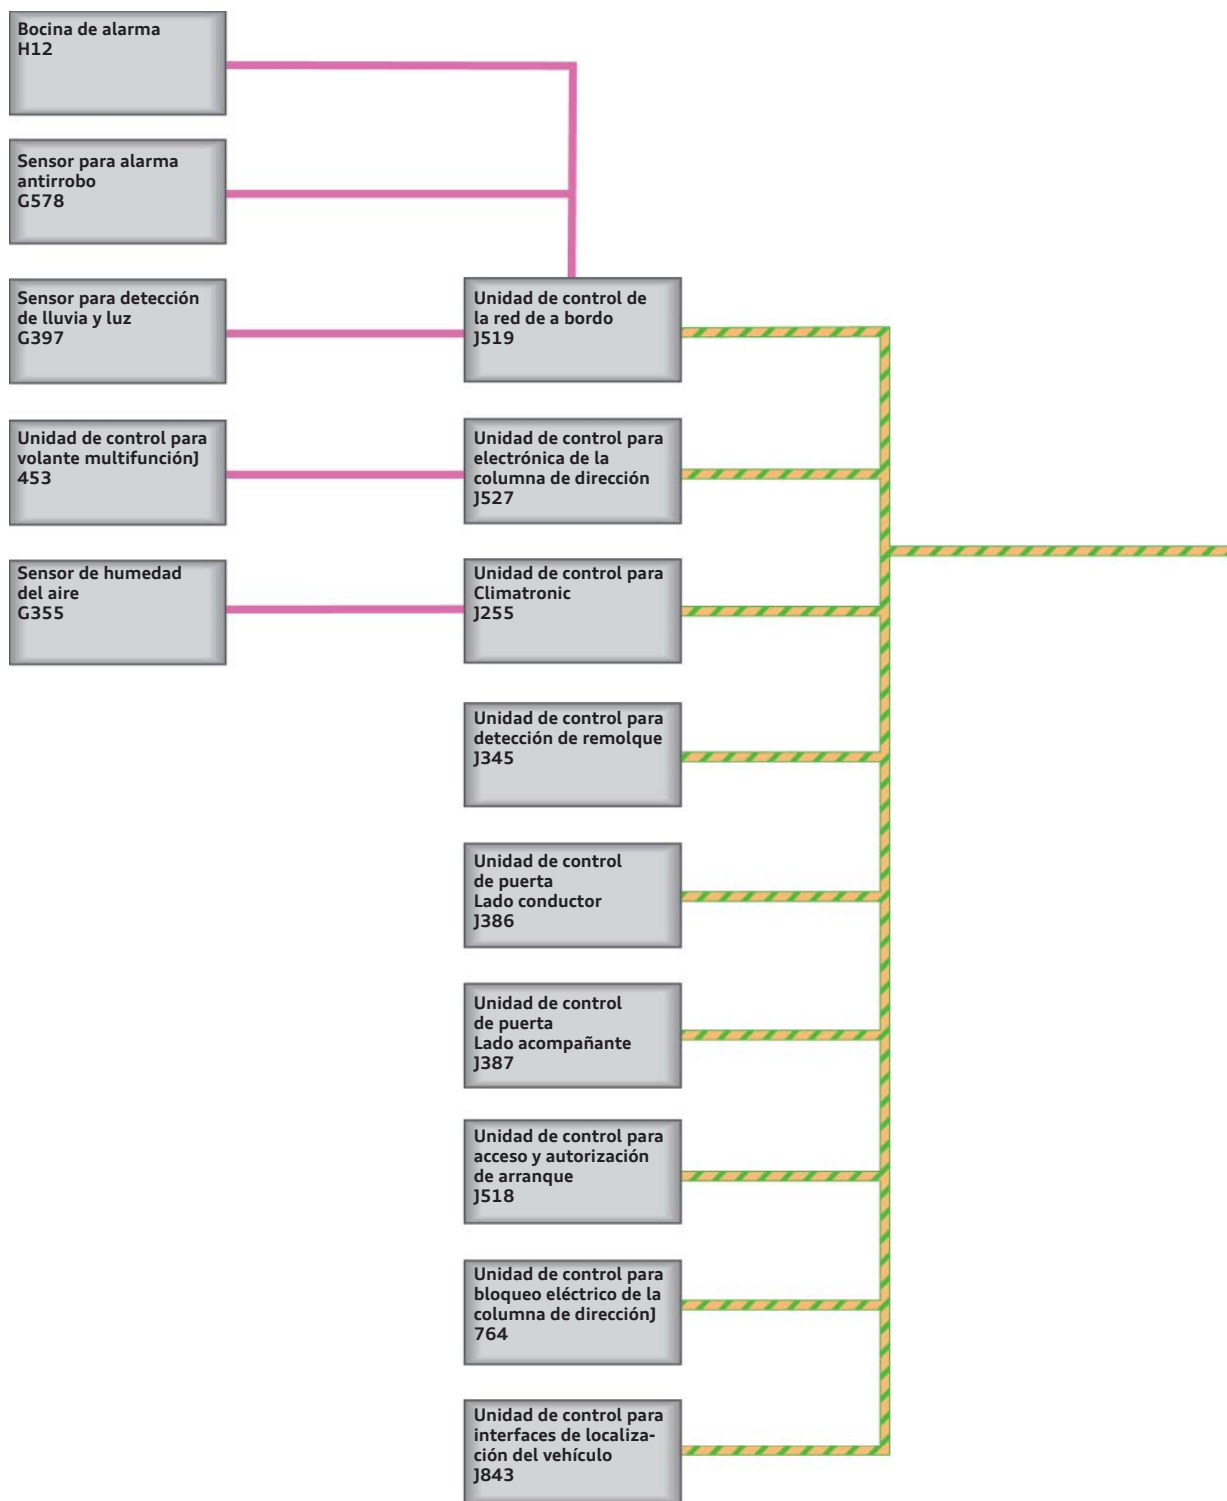 Bocina de alarma
H12
Sensor para alarma
antirrobo
G578
Sensor para detección
de lluvia y luz
G397
Unidad de control para
volante multifunciónJ
453
Sensor de humedad
del aire
G355
Unidad de control de
la red de a bordo
J519
Unidad de control para
electrónica de la
columna de dirección
J527
Unidad de control para
Climatronic
J255
Unidad de control para
detección de remolque
J345
Unidad de control
de puerta
Lado conductor
J386
Unidad de control
de puerta
Lado acompañante
J387
Unidad de control para
acceso y autorización
de arranque
J518
Unidad de control para
bloqueo eléctrico de la
columna de direcciónJ
764
Unidad de control para
interfaces de localiza-
ción del vehículo
J843